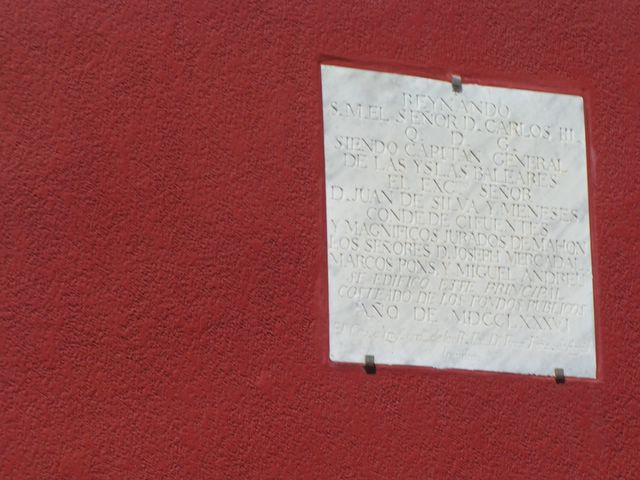 REYNANDO
S. M. EL SEÑOR D. CARLOS III.
Q. D. G.
SIENDO CAPITAN GENERAL
DE LAS YSLAS BALEARES
EL EXC.MO SEÑOR
D. JUAN DE SILVA Y MENESES
CONDE DE CIFUENTES
Y MAGNIFICOS JURADOS DE MAHON
LOS SEÑORES D. JOSEPH MERCADAL
MARCOS PONS, Y MIGUEL ANDREU
SE EDIFICO ESTE PRINCIPAL
COSTEADO DE LOS FONDOS PUBLICOS
AÑO DE MDCCLXXXVI